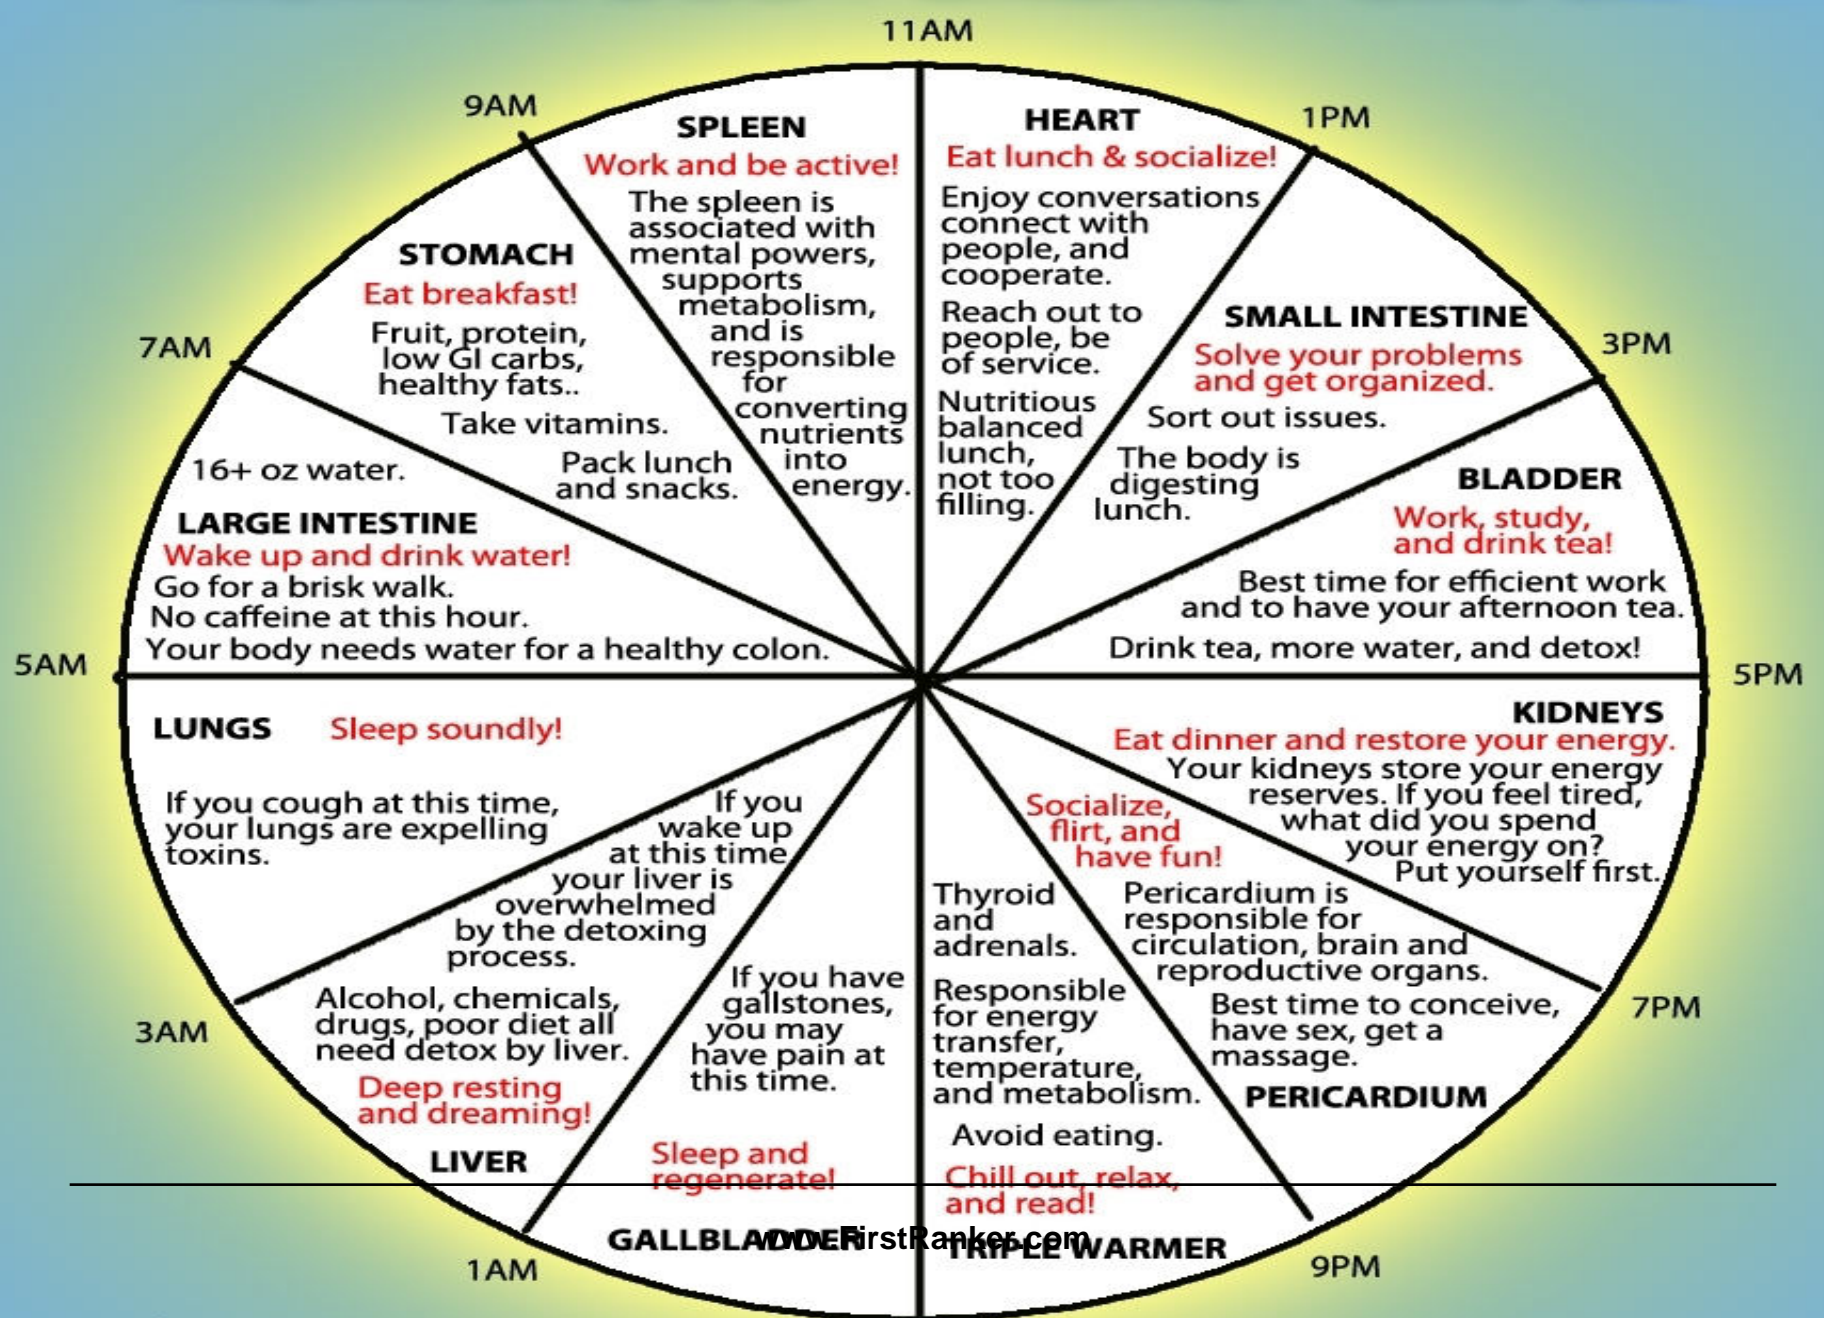 11AM
9AM
1PM
SPLEEN
Work and be active!
The spleen is
associated with
mental powers,
supports
metabolism,
and is
responsible
for
converting
nutrients
into
energy.
HEART
Eat lunch & socialize!
Enjoy conversations
connect with
people, and
cooperate.
Reach out to
people, be
of service.
Nutritious
balanced
lunch,
not too
filling.
STOMACH
Eat breakfast!
Fruit, protein,
low GI carbs,
healthy fats..
Take vitamins.
Pack lunch
and snacks.
SMALL INTESTINE
Solve your problems
and get organized.
Sort out issues.
The body is
digesting
lunch.
7AM
3PM
16+ oz water.
LARGE INTESTINE
Wake up and drink water!
Go for a brisk walk.
No caffeine at this hour.
Your body needs water for a healthy colon.
BLADDER
Work, study,
and drink tea!
Best time for efficient work
and to have your afternoon tea.
Drink tea, more water, and detox!
5AM
5PM
LUNGS
Sleep soundly!
If you cough at this time,
your lungs are expelling
toxins.
KIDNEYS
Eat dinner and restore your energy.
Your kidneys store your energy
reserves. If you feel tired,
what did you spend
your energy on?
Put yourself first.
If you
wake up
at this time
your liver is
overwhelmed
by the detoxing
process.
Alcohol, chemicals,
drugs, poor diet all
need detox by liver.
Deep resting
and dreaming!
LIVER
If you have
gallstones,
you may
have pain at
this time.
Sleep and
regenerate!
GALLBLADDER
Thyroid
and
adrenals.
Responsible
for energy
transfer,
temperature,
and metabolism.
Avoid eating.
Chill out, relax,
and read!
TRIPLE WARMER
Socialize,
flirt, and
have fun!
Pericardium is
responsible for
circulation, brain and
reproductive organs.
Best time to conceive,
have sex, get a
massage.
PERICARDIUM
3AM
7PM
1AM
9PM
www.FirstRanker.com